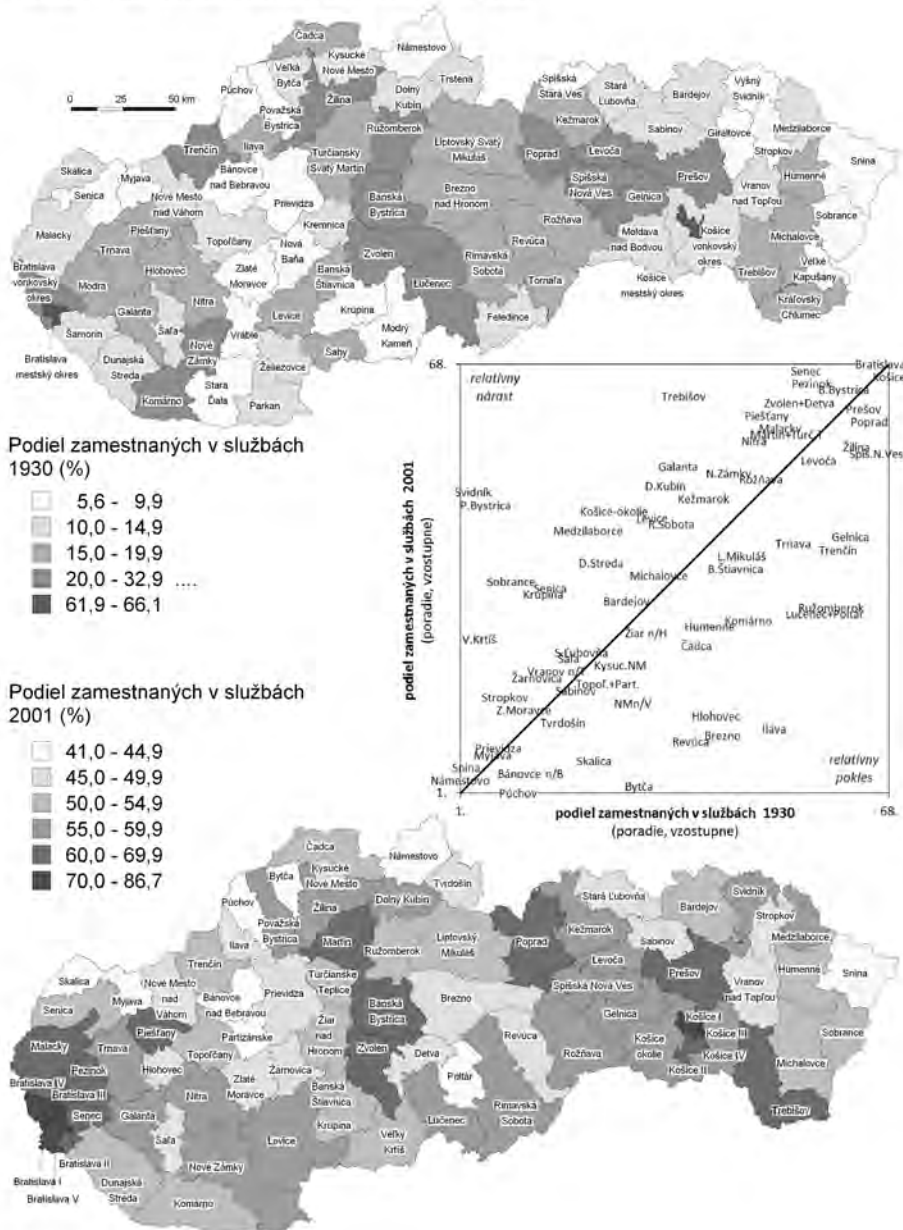 Čadca
Námestovo
Kysucké
Nové Mesto
Veľká
Bytča
Púchov
Trstená
Dolný
Kubín
Žilina
Považská
Bystrica
0 25 50 km
Spišská
Stará Ves
Stará
Ľubovňa
Bardejov
Vyšný
Svidník
Kežmarok
Sabinov
Giraltovce
Medzilaborce
Stropkov
Snina
Ružomberok
Liptovský Svätý
Mikuláš
Poprad
Levoča
Prešov
Humenné
Trenčín
Ilava
Turčiansky
Svätý Martin
Spišská
Nová Ves
Gelnica
Vranov
nad Topľou
Bánovce
nad Bebravou
Skalica
Senica
Myjava
Nové Mesto
nad Váhom
Prievidza
Banská
Bystrica
Brezno
nad Hronom
Sobrance
Kremnica
Rožňava
Moldava
nad Bodvou
Košice
vonkovský
okres
Michalovce
Malacky
Piešťany
Topoľčany
Trnava
Nová
Baňa
Zvolen
Revúca
Rimavská
Sobota
Veľké
Kapušany
Trebišov
Bratislava
vonkovský
okres
Modra
Hlohovec
Zlaté
Moravce
Banská
Štiavnica
Lučenec
Tornaľa
Košice
mestský okres
Kráľovský
Chlumec
Nitra
Galanta
Levice
Krupina
Feledince
Šamorín
Šaľa
Vráble
Modrý
Kameň
Nové
Zámky
Šahy
Bratislava
mestský okres
Dunajská
Streda
Želiezovce
Stará
Ďala
Komárno
Parkan
Podiel zamestnaných v službách
1930 (%)
5,6 - 9,9
10,0 - 14,9
15,0 - 19,9
20,0 - 32,9 ....
61,9 - 66,1
Podiel zamestnaných v službách
2001 (%)
41,0 - 44,9
45,0 - 49,9
50,0 - 54,9
55,0 - 59,9
60,0 - 69,9
70,0 - 86,7
68.
relatívny
nárast
podiel zamestnaných v službách 2001
(poradie, vzostupne)
Bratislava
Senec
Košice
Pezinok
B.Bystrica
Trebišov
Zvolen+Detva
Prešov
Piešťany
Poprad
Malacky
Martin+Turč.T
Nitra
Žilina
Spiš.N.Ves
Levoča
Galanta
N.Zámky
Rožňava
D.Kubín
Svidník
Kežmarok
P.Bystrica
Košice-okolie
Levice
R.Sobota
Medzilaborce
Gelnica
Trnava
Trenčín
L.Mikuláš
D.Streda
B.Štiavnica
Michalovce
Sobrance
Senica
Krupina
Bardejov
Ružomberok
Lučenec+Poltár
Komárno
Humenné
Žiar n/H
V.Krtíš
Čadca
S.Ľubovňa
Šaľa
Kysuc.NM
Vranov n/T
Žarnovica
Topoľ.+Part.
Sabinov
Stropkov
NMn/V
Z.Moravce
Hlohovec
Tvrdošín
Ilava
Brezno
Revúca
Prievidza
Myjava
Skalica
Snina
Bánovce n/B
Námestovo
Bytča
Púchov
relatívny
pokles
1.
1.
68.
podiel zamestnaných v službách 1930
(poradie, vzostupne)
Čadca
Námestovo
Kysucké
Nové Mesto
Tvrdošín
Bytča
Púchov
Dolný Kubín
Žilina
Považská
Bystrica
Stará Ľubovňa
Bardejov
Svidník
Stropkov
Kežmarok
Medzilaborce
Ilava
Martin
Ružomberok
Liptovský
Mikuláš
Poprad
Sabinov
Levoča
Prešov
Humenné
Snina
Trenčín
Turčianske
Teplice
Spišská Nová Ves
Vranov
nad Topľou
Skalica
Nové Mesto
nad
Váhom
Myjava
Bánovce
nad Bebravou
Prievidza
Banská
Bystrica
Brezno
Gelnica
Košice I
Košice III
Senica
Piešťany
Partizánske
Žiar
nad
Hronom
Revúca
Košice
okolie
Košice IV
Sobrance
Malacky
Trnava
Topoľčany
Zvolen
Detva
Rožňava
Košice II
Michalovce
Pezinok
Hlohovec
Žarnovica
Poltár
Bratislava IV
Bratislava III
Zlaté
Moravce
Banská
Štiavnica
Nitra
Rimavská
Sobota
Trebišov
Senec
Galanta
Krupina
Lučenec
Šaľa
Levice
Veľký
Krtíš
Bratislava II
Nové Zámky
Bratislava I
Dunajská
Streda
Bratislava V
Komárno